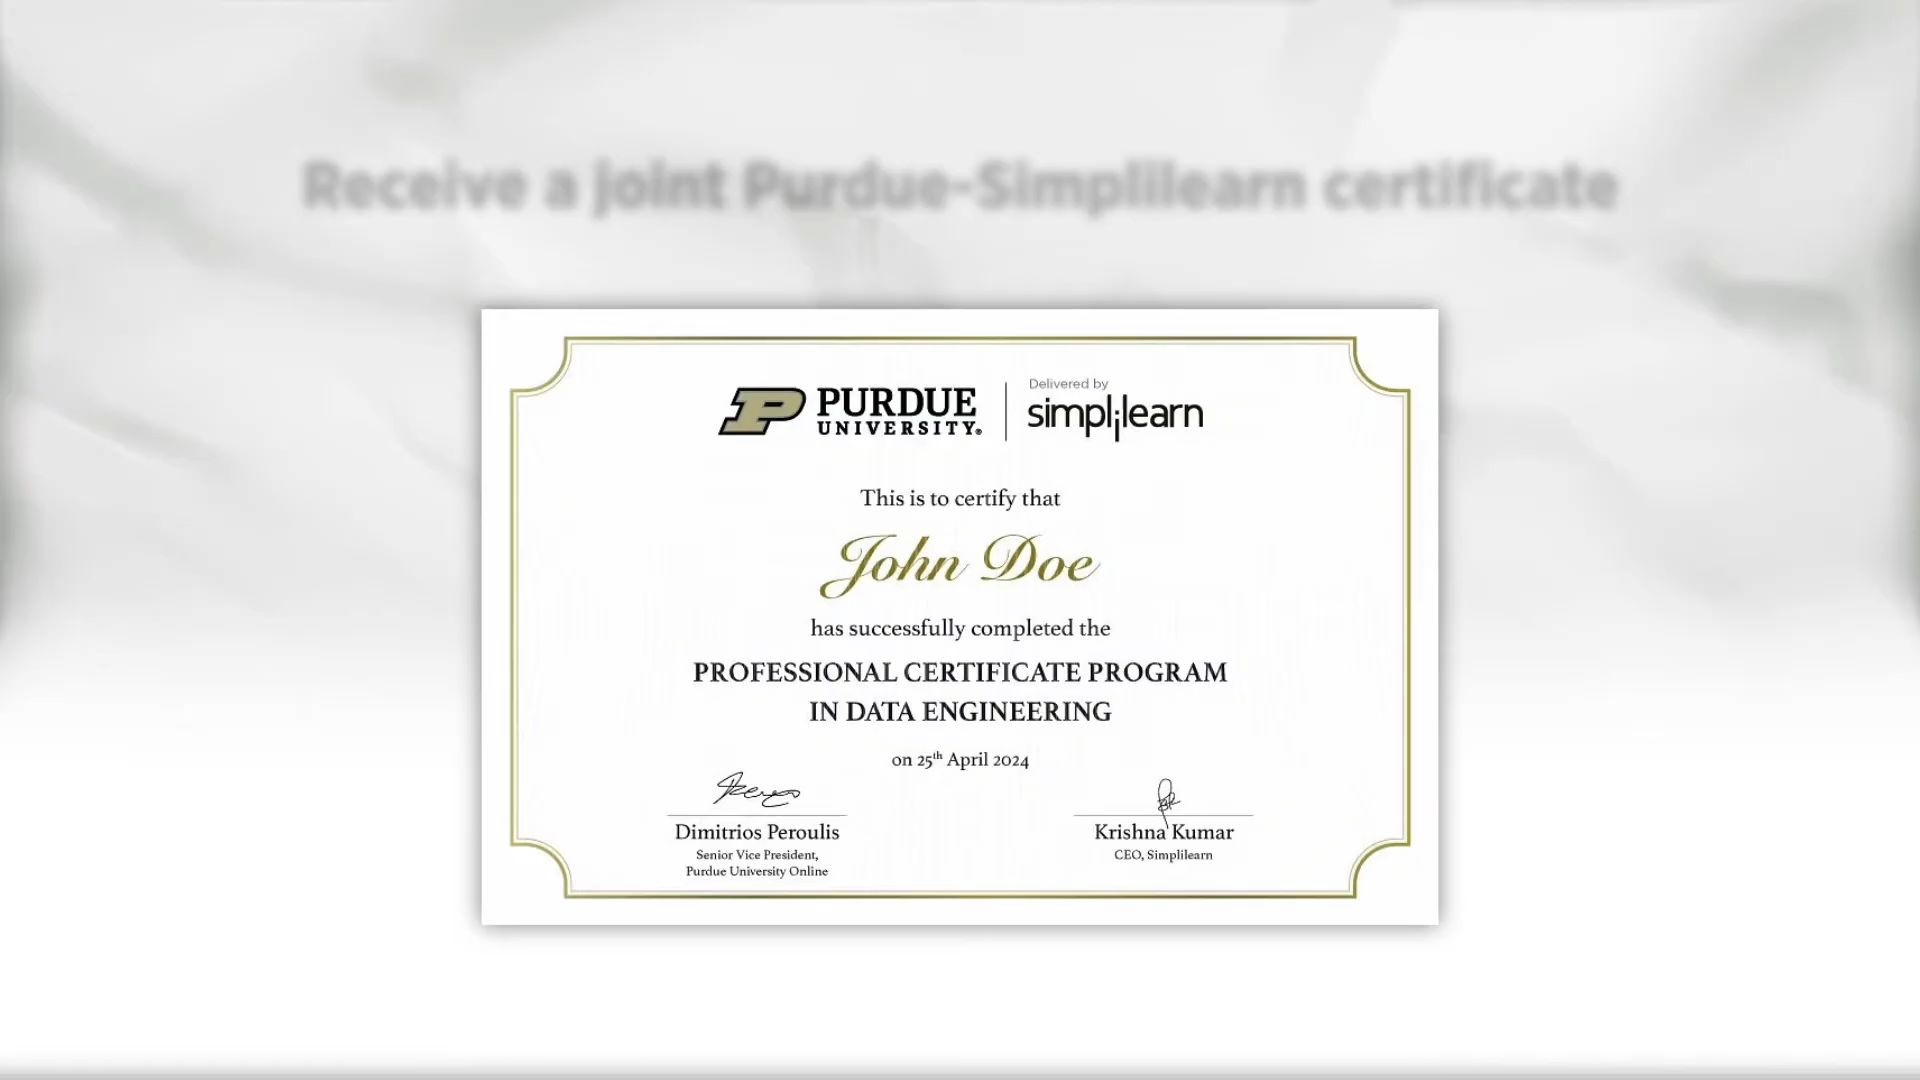 Receive a joint Purdue-Simplilearn certificate
PURDUE UNIVERSITY®
Delivered by
simplilearn
This is to certify that
John Doe
has successfully completed the
PROFESSIONAL CERTIFICATE PROGRAM
IN DATA ENGINEERING
on 25th April 2024
Dimitrios Peroulis
Senior Vice President,
Purdue University Online
Krishna Kumar
CEO, Simplilearn